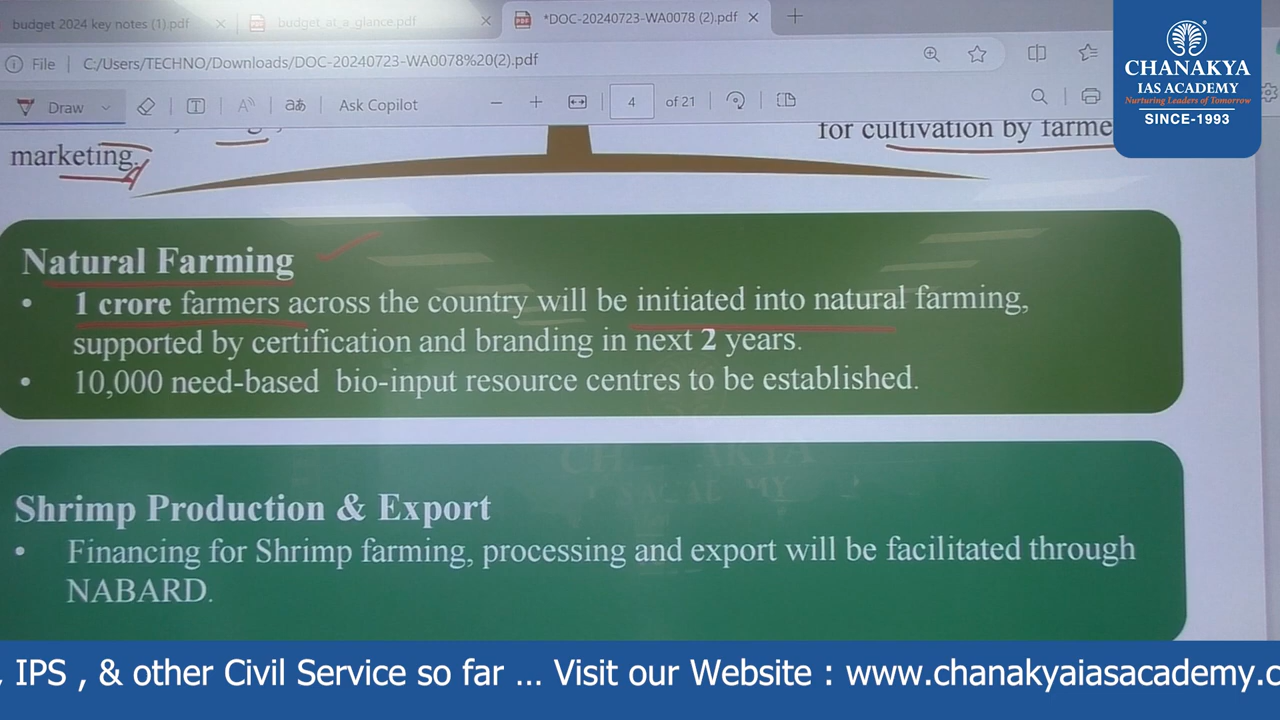 budget 2024 key notes (1).pdf
budget_at_a_glance.pdf
*DOC-20240723-WA0078 (2).pdf
File | C:/Users/TECHNO/Downloads/DOC-20240723-WA0078%20(2).pdf
Draw
Ask Copilot
4 of 21
CHANAKYA
IAS ACADEMY
Nurturing Leaders of Tomorrow
SINCE-1993
marketing.
for cultivation by farme
Natural Farming
• 1 crore farmers across the country will be initiated into natural farming,
supported by certification and branding in next 2 years.
• 10,000 need-based bio-input resource centres to be established.
Shrimp Production & Export
• Financing for Shrimp farming, processing and export will be facilitated through
NABARD.
, IPS , & other Civil Service so far ... Visit our Website : www.chanakyaiasacademy.c